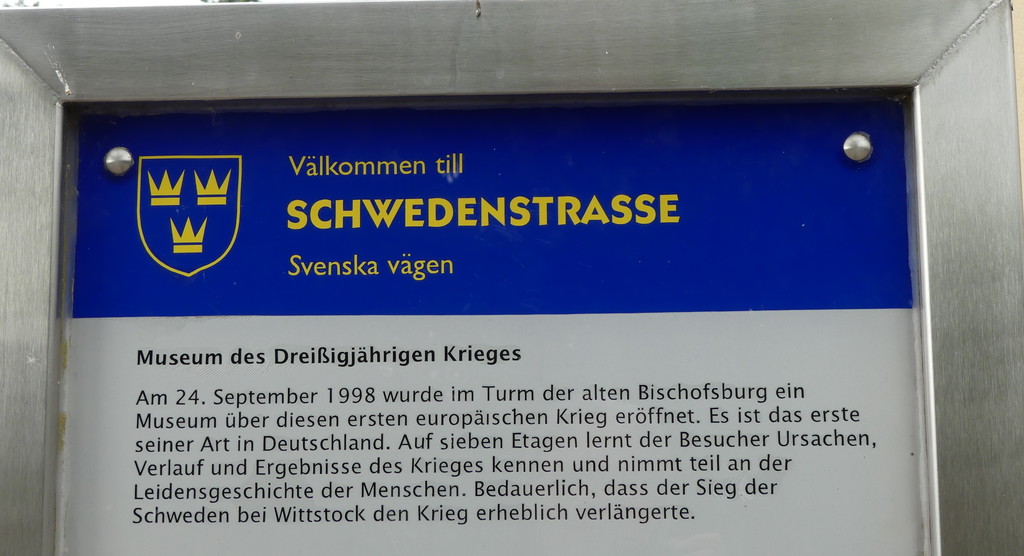 Välkommen till
SCHWEDENSTRASSE
Svenska vägen
Museum des Dreißigjährigen Krieges
Am 24. September 1998 wurde im Turm der alten Bischofsburg ein
Museum über diesen ersten europäischen Krieg eröffnet. Es ist das erste
seiner Art in Deutschland. Auf sieben Etagen lernt der Besucher Ursachen,
Verlauf und Ergebnisse des Krieges kennen und nimmt teil an der
Leidensgeschichte der Menschen. Bedauerlich, dass der Sieg der
Schweden bei Wittstock den Krieg erheblich verlängerte.